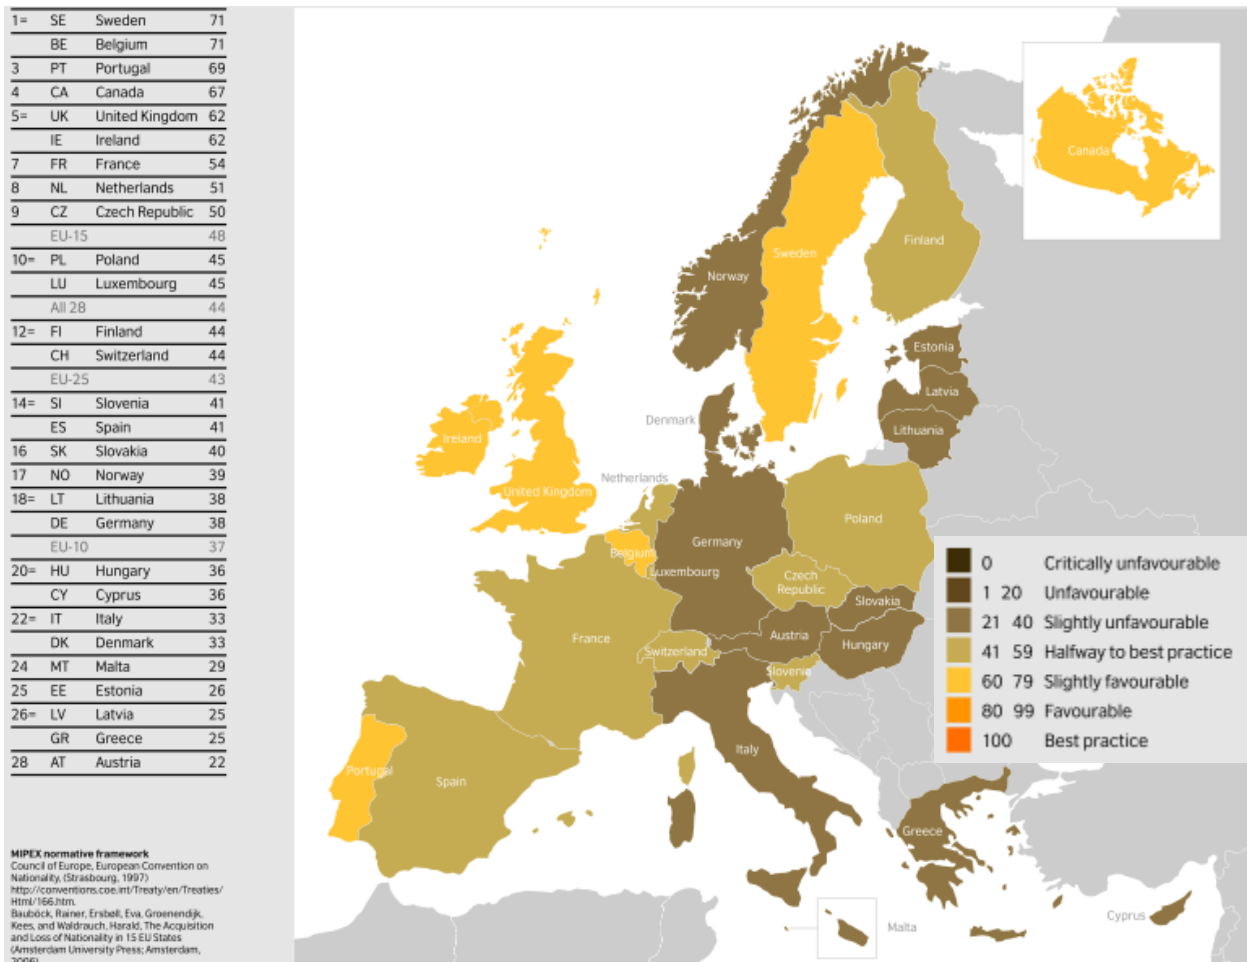 1= SE Sweden 71
BE Belgium 71
3 PT Portugal 69
4 CA Canada 67
5= UK United Kingdom 62
IE Ireland 62
7 FR France 54
8 NL Netherlands 51
9 CZ Czech Republic 50
EU-15 48
10= PL Poland 45
LU Luxembourg 45
All 28 44
12= FI Finland 44
CH Switzerland 44
EU-25 43
14= SI Slovenia 41
ES Spain 41
16 SK Slovakia 40
17 NO Norway 39
18= LT Lithuania 38
DE Germany 38
EU-10 37
20= HU Hungary 36
CY Cyprus 36
22= IT Italy 33
DK Denmark 33
24 MT Malta 29
25 EE Estonia 26
26= LV Latvia 25
GR Greece 25
28 AT Austria 22
MIPEX normative framework
Council of Europe, European Convention on
Nationality, (Strasbourg, 1997)
http://conventions.coe.int/Treaty/en/Treaties/
Html/166.htm.
Bauböck, Rainer, Ersbøll, Eva, Groenendijk,
Kees, and Waldrauch, Harald, The Acquisition
and Loss of Nationality in 15 EU States
(Amsterdam University Press; Amsterdam,
2006)
Canada
Finland
Sweden
Norway
Estonia
Latvia
Lithuania
Denmark
Ireland
Netherlands
United Kingdom
Poland
Germany
Belgium
Luxembourg
Czech
Republic
Slovakia
Austria
Hungary
France
Switzerland
Slovenia
Italy
Portugal
Spain
Greece
Cyprus
Malta
0 Critically unfavourable
1 20 Unfavourable
21 40 Slightly unfavourable
41 59 Halfway to best practice
60 79 Slightly favourable
80 99 Favourable
100 Best practice